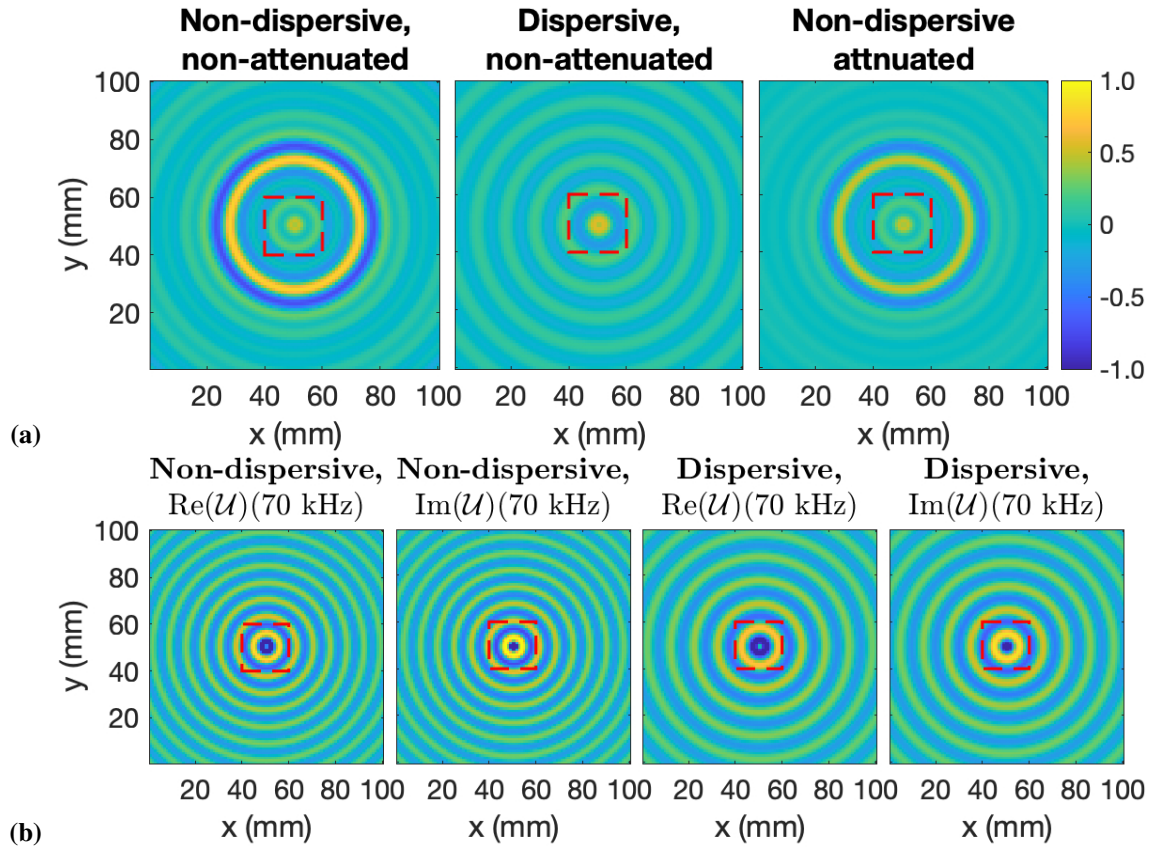 Non-dispersive, non-attenuated
Dispersive, non-attenuated
Non-dispersive attnuated
100
80
60
40
20
y (mm)
20 40 60 80 100
x (mm)
20 40 60 80 100
x (mm)
20 40 60 80 100
x (mm)
1.0
0.5
0
-0.5
-1.0
(a)
Non-dispersive,
Re(𝒰)(70 kHz)
Non-dispersive,
Im(𝒰)(70 kHz)
Dispersive,
Re(𝒰)(70 kHz)
Dispersive,
Im(𝒰)(70 kHz)
100
80
60
40
20
y (mm)
20 40 60 80 100
x (mm)
20 40 60 80 100
x (mm)
20 40 60 80 100
x (mm)
20 40 60 80 100
x (mm)
(b)